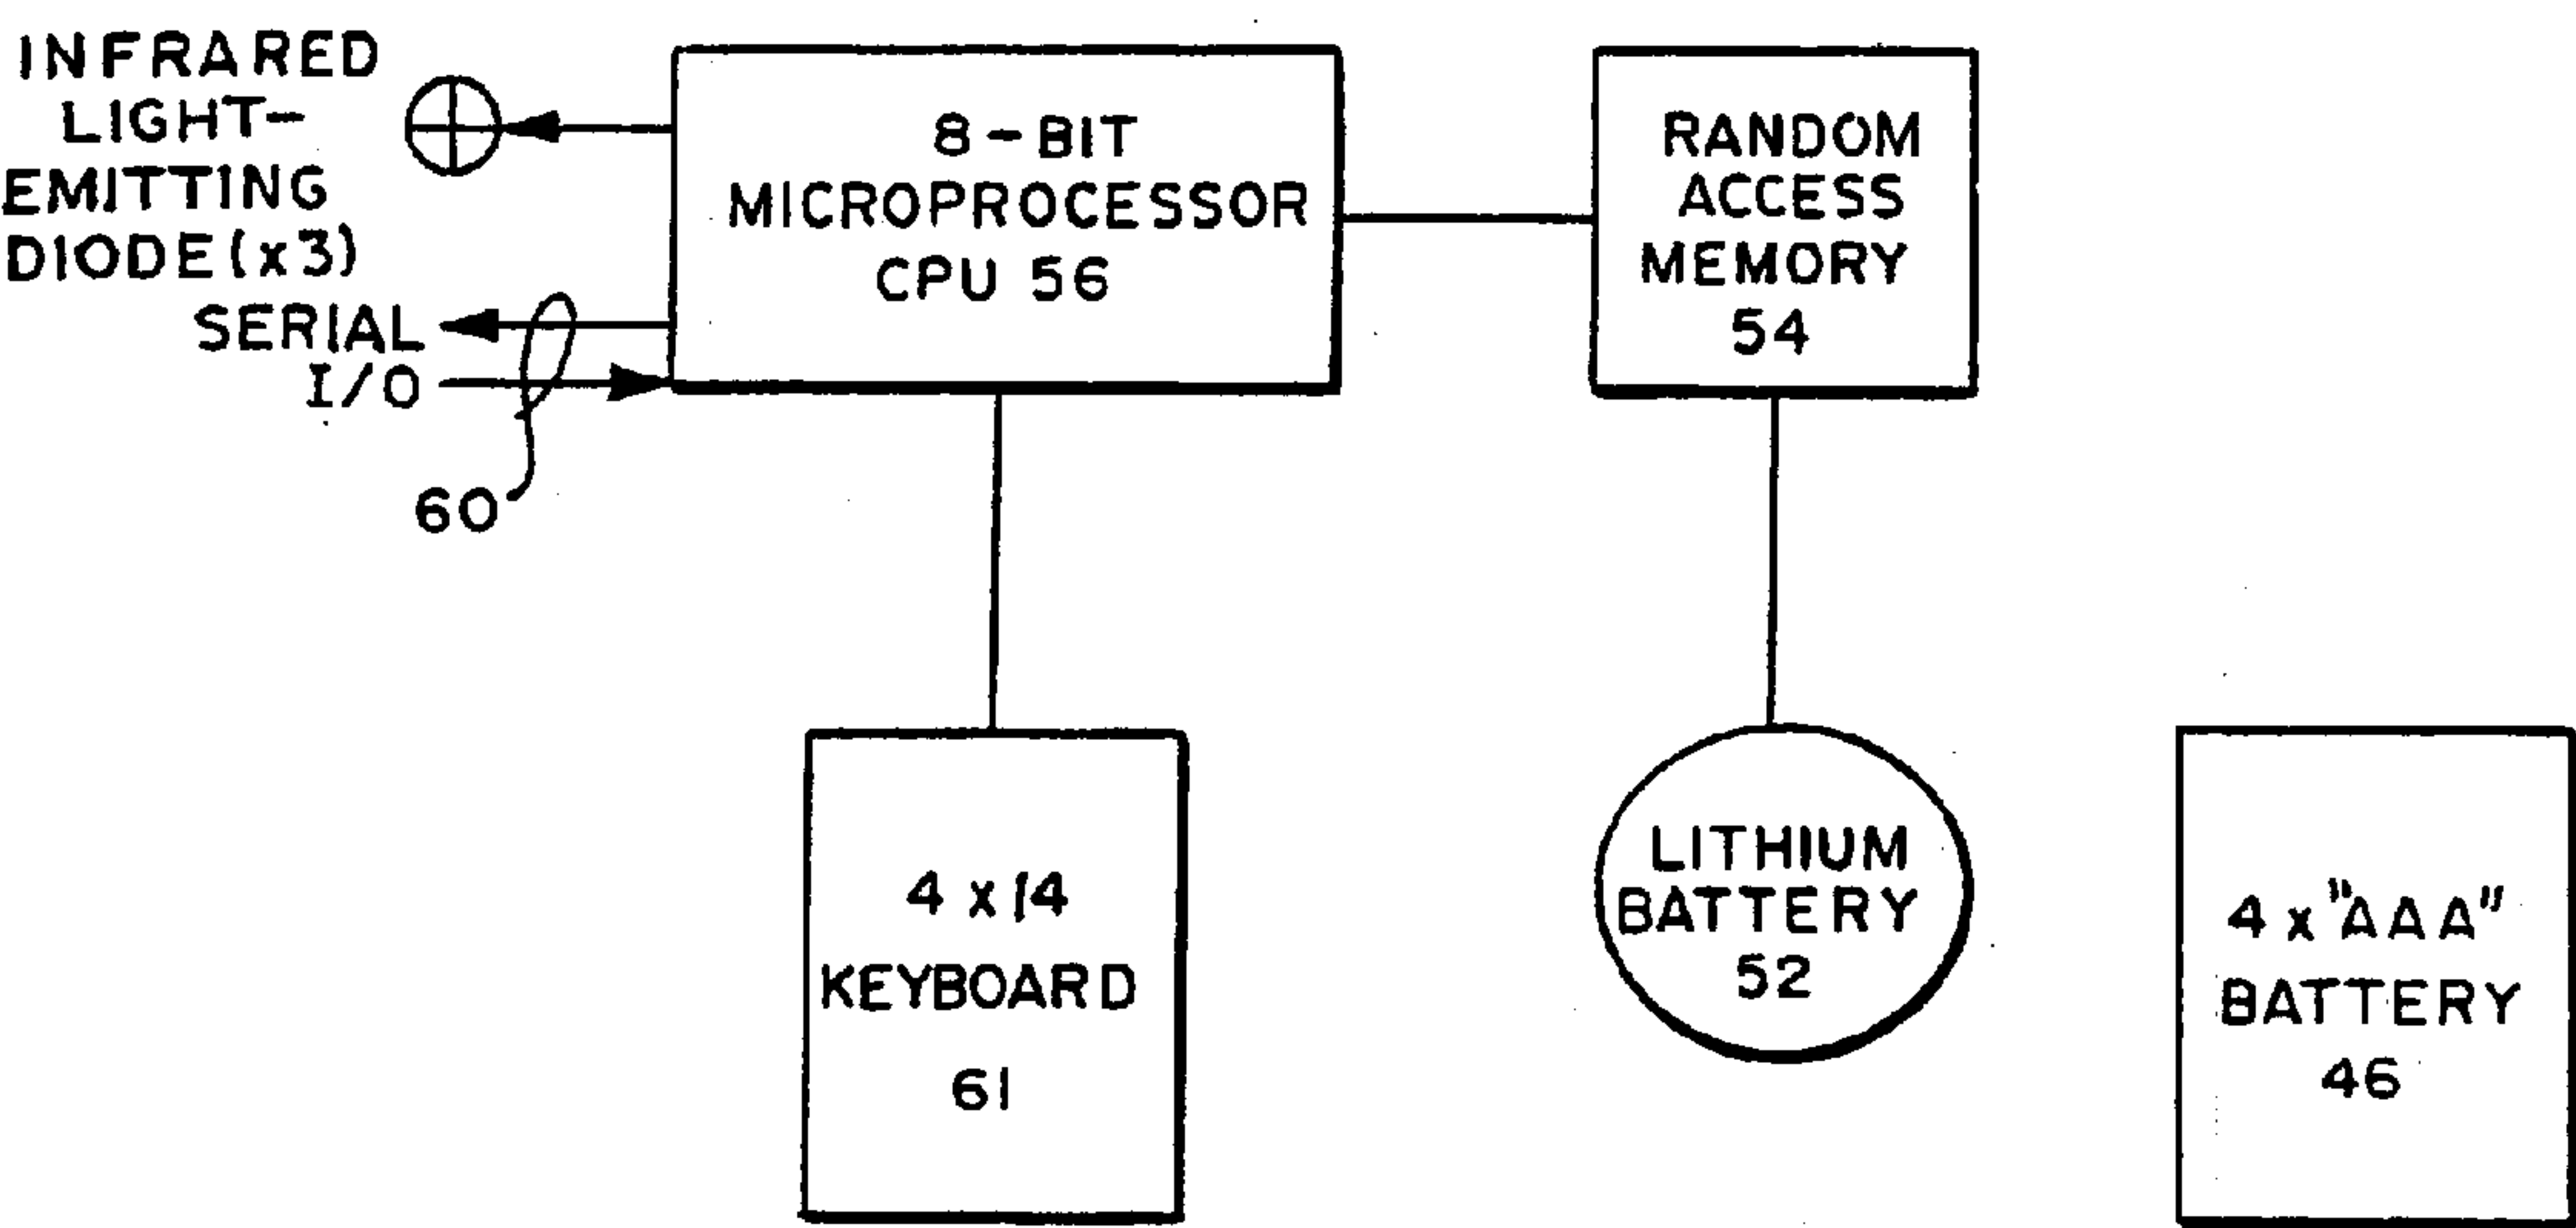 INFRARED
LIGHT-
EMITTING
DIODE (x3)
SERIAL
I/O
60
8-BIT
MICROPROCESSOR
CPU 56
RANDOM
ACCESS
MEMORY
54
4 x 14
KEYBOARD
61
LITHIUM
BATTERY
52
4 x "AAA"
BATTERY
46